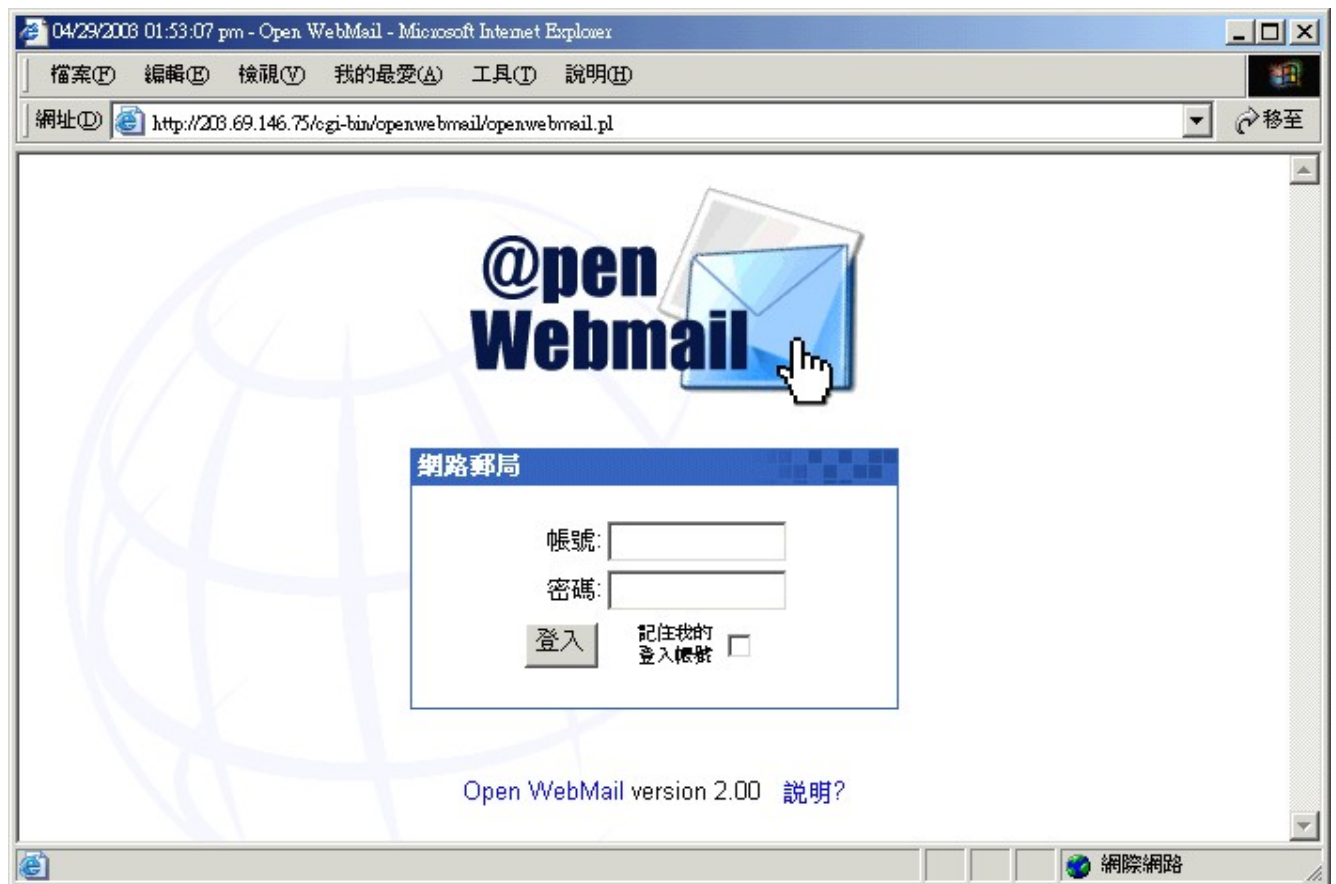 04/29/2003 01:53:07 pm - Open WebMail - Microsoft Internet Explorer
檔案(F) 編輯(E) 檢視(V) 我的最愛(A) 工具(T) 說明(H)
網址(D) http://203.69.146.75/cgi-bin/openwebmail/openwebmail.pl 移至
@pen
Webmail
網路郵局
帳號:
密碼:
登入
記住我的
登入帳號
Open WebMail version 2.00 說明?
網際網路